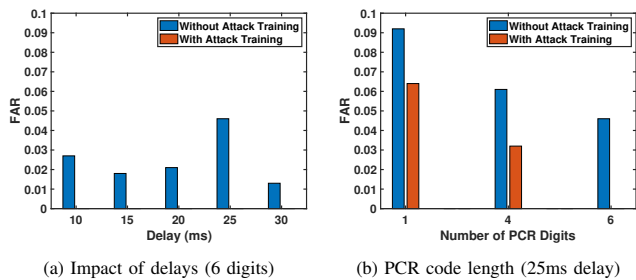 0.1
0.09
0.08
0.07
0.06
0.05
0.04
0.03
0.02
0.01
0
FAR
Without Attack Training
With Attack Training
10 15 20 25 30
Delay (ms)
(a) Impact of delays (6 digits)
0.1
0.09
0.08
0.07
0.06
0.05
0.04
0.03
0.02
0.01
0
FAR
Without Attack Training
With Attack Training
1 4 6
Number of PCR Digits
(b) PCR code length (25ms delay)